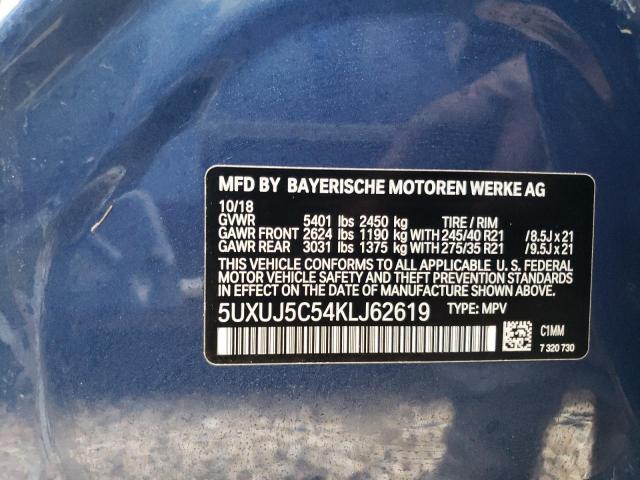 MFD BY BAYERISCHE MOTOREN WERKE AG
10/18
GVWR 5401 lbs 2450 kg TIRE / RIM
GAWR FRONT 2624 lbs 1190 kg WITH 245/40 R21 /8.5J x 21
GAWR REAR 3031 lbs 1375 kg WITH 275/35 R21 /9.5J x 21
THIS VEHICLE CONFORMS TO ALL APPLICABLE U. S. FEDERAL
MOTOR VEHICLE SAFETY AND THEFT PREVENTION STANDARDS
IN EFFECT ON THE DATE OF MANUFACTURE SHOWN ABOVE.
5UXUJ5C54KLJ62619 TYPE: MPV
C1MM
7 320 730